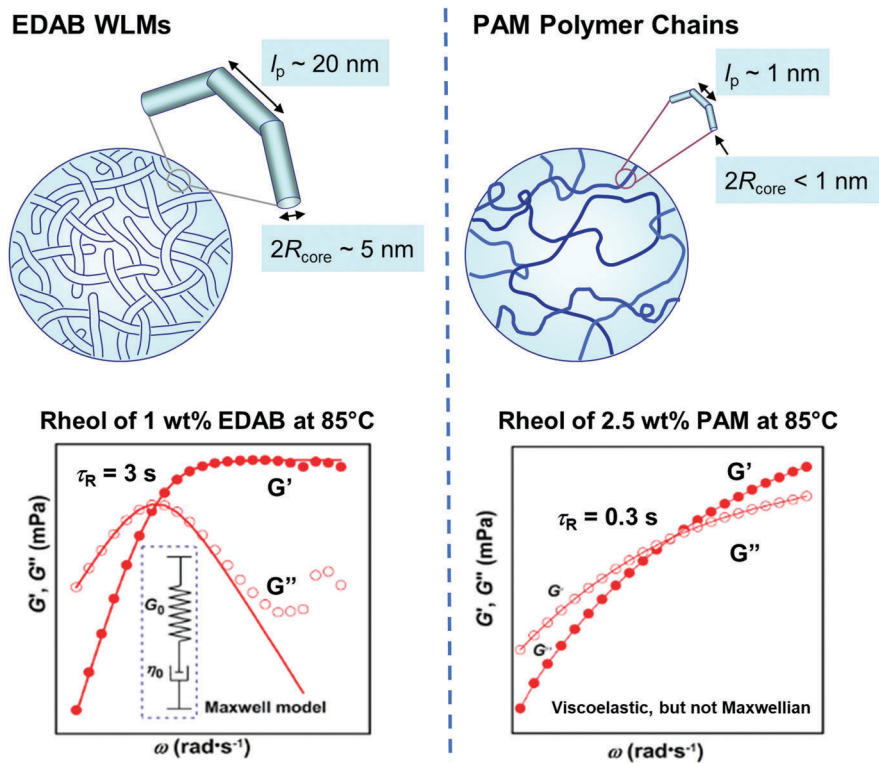 EDAB WLMs
lp ~ 20 nm
2Rcore ~ 5 nm
Rheol of 1 wt% EDAB at 85°C
τR = 3 s
G'
G''
G0
η0
Maxwell model
G', G'' (mPa)
ω (rad•s-1)
PAM Polymer Chains
lp ~ 1 nm
2Rcore < 1 nm
Rheol of 2.5 wt% PAM at 85°C
G'
τR = 0.3 s
G''
G'
G''
Viscoelastic, but not Maxwellian
G', G'' (mPa)
ω (rad•s-1)